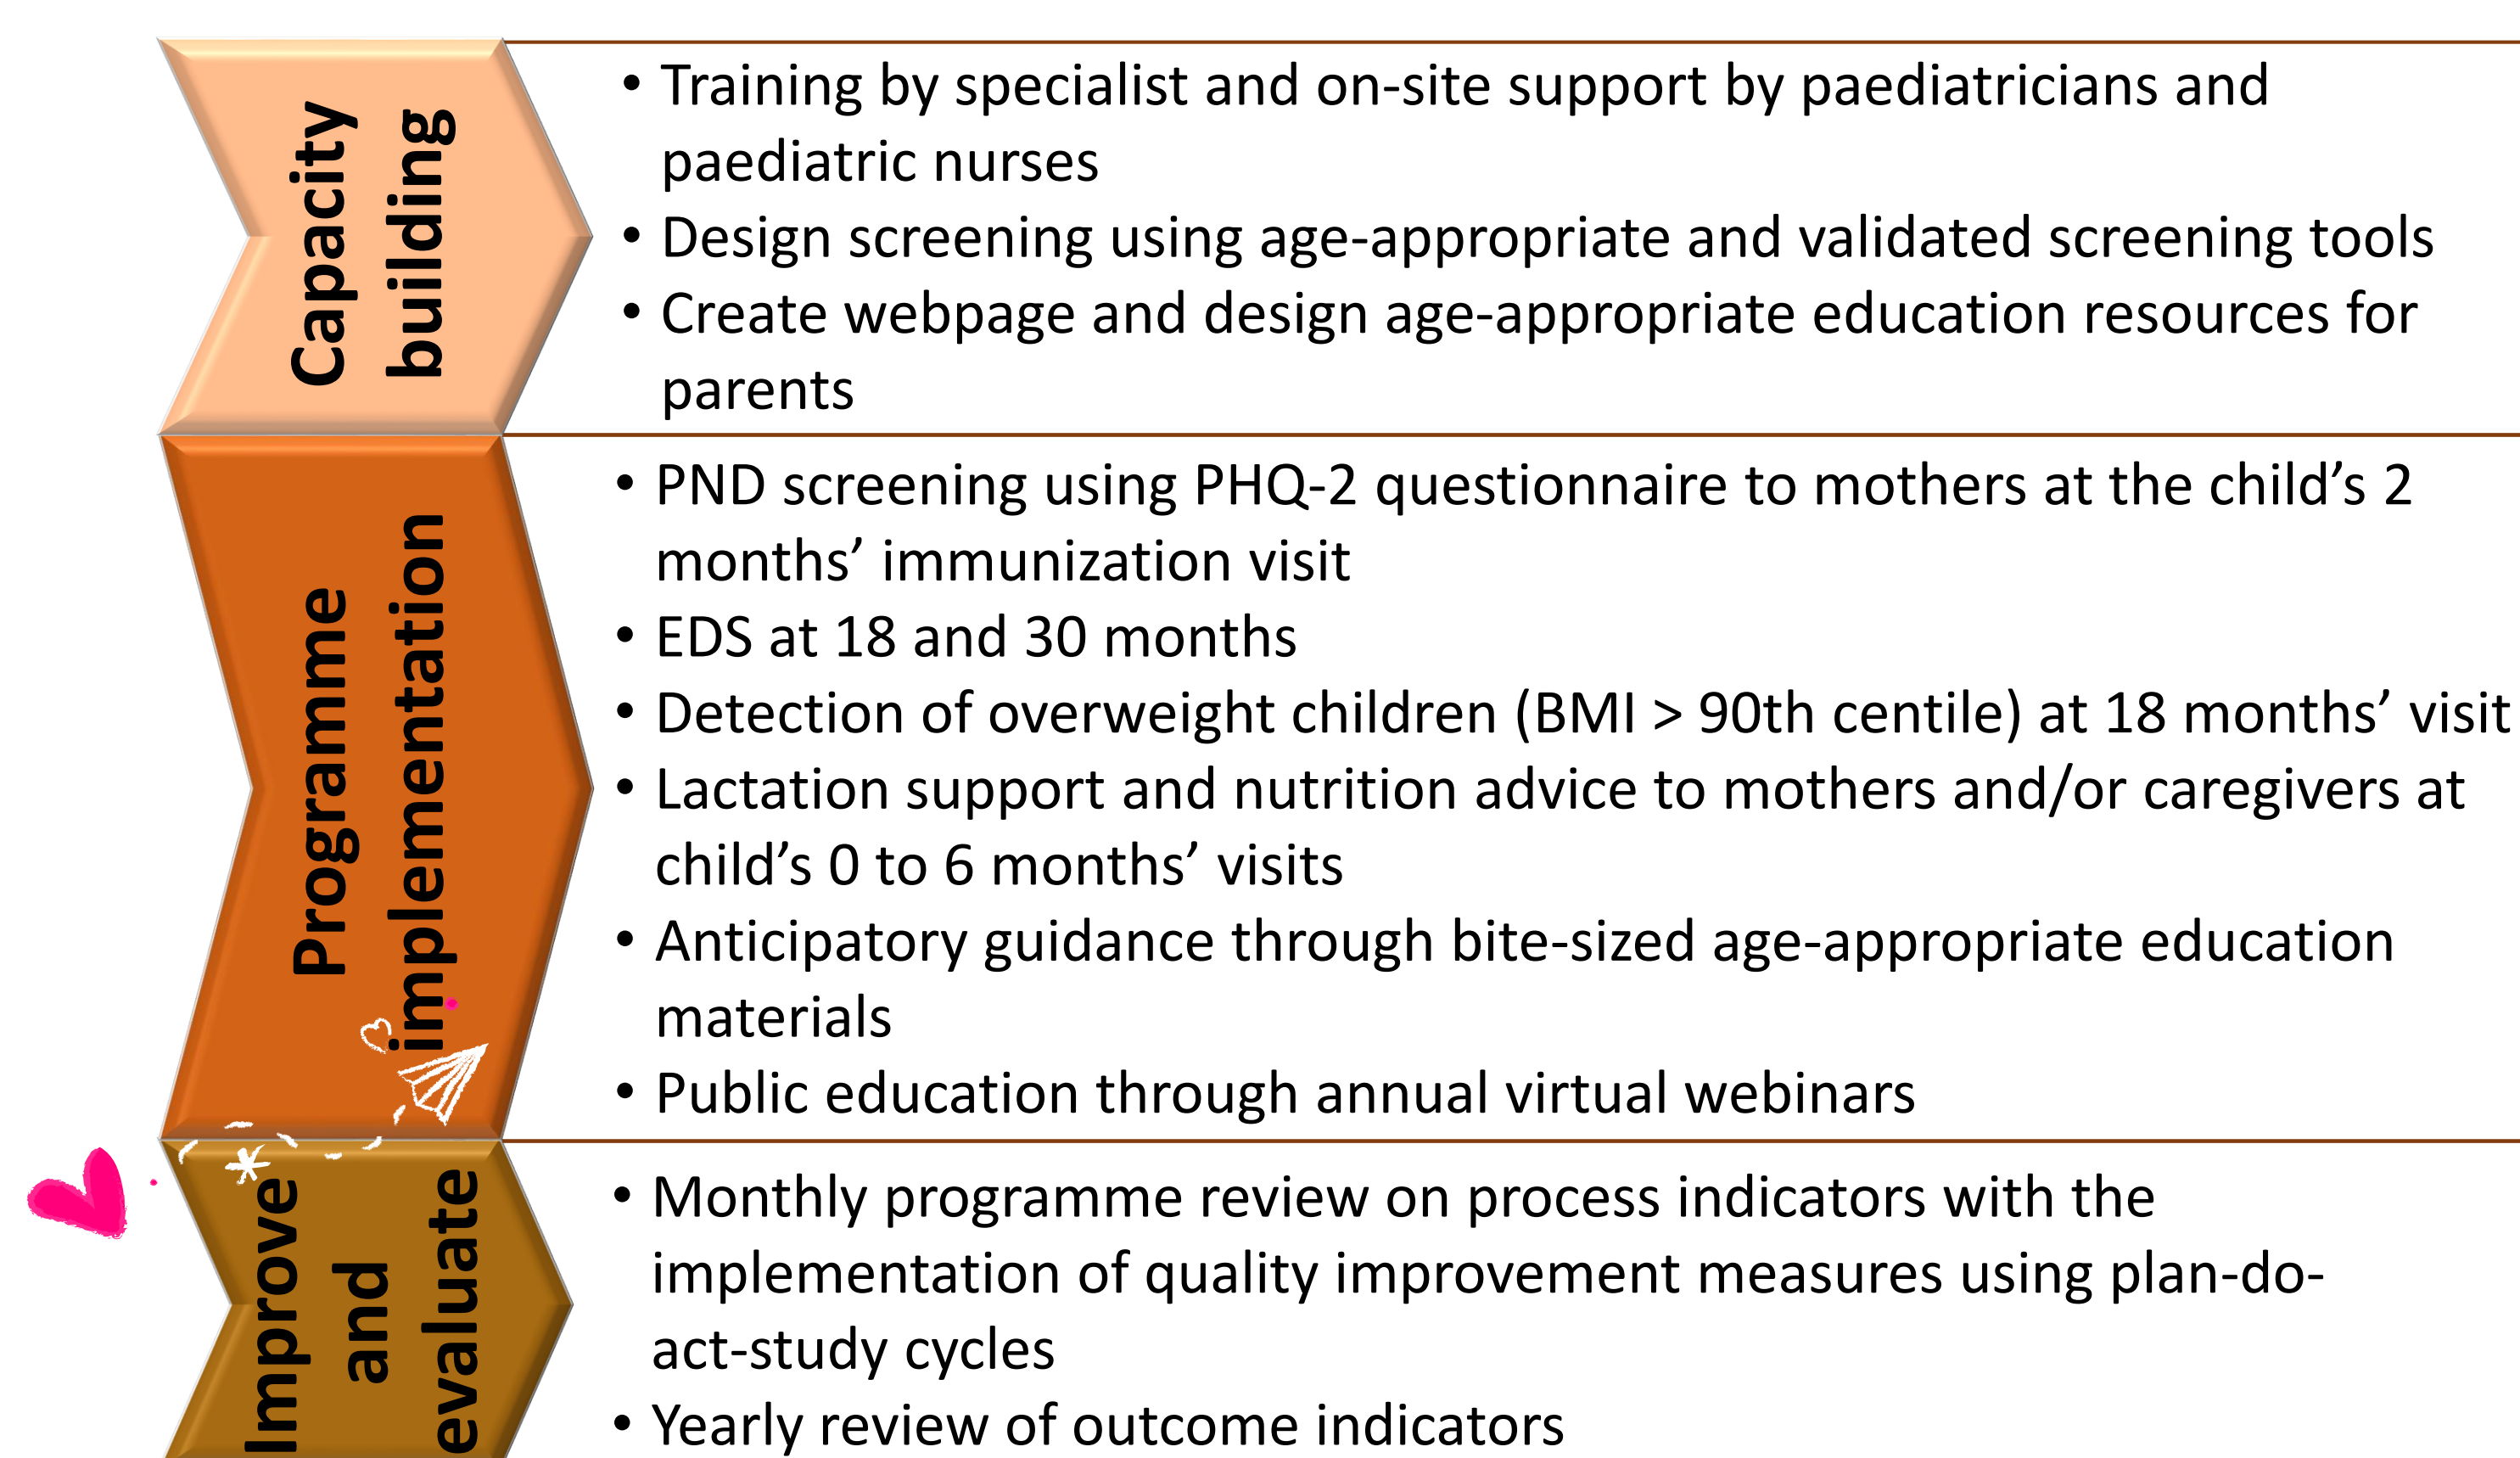 Capacity
building
• Training by specialist and on-site support by paediatricians and
paediatric nurses
• Design screening using age-appropriate and validated screening tools
• Create webpage and design age-appropriate education resources for
parents
Programme
implementation
• PND screening using PHQ-2 questionnaire to mothers at the child’s 2
months’ immunization visit
• EDS at 18 and 30 months
• Detection of overweight children (BMI > 90th centile) at 18 months’ visit
• Lactation support and nutrition advice to mothers and/or caregivers at
child’s 0 to 6 months’ visits
• Anticipatory guidance through bite-sized age-appropriate education
materials
• Public education through annual virtual webinars
Improve
and
evaluate
• Monthly programme review on process indicators with the
implementation of quality improvement measures using plan-do-
act-study cycles
• Yearly review of outcome indicators